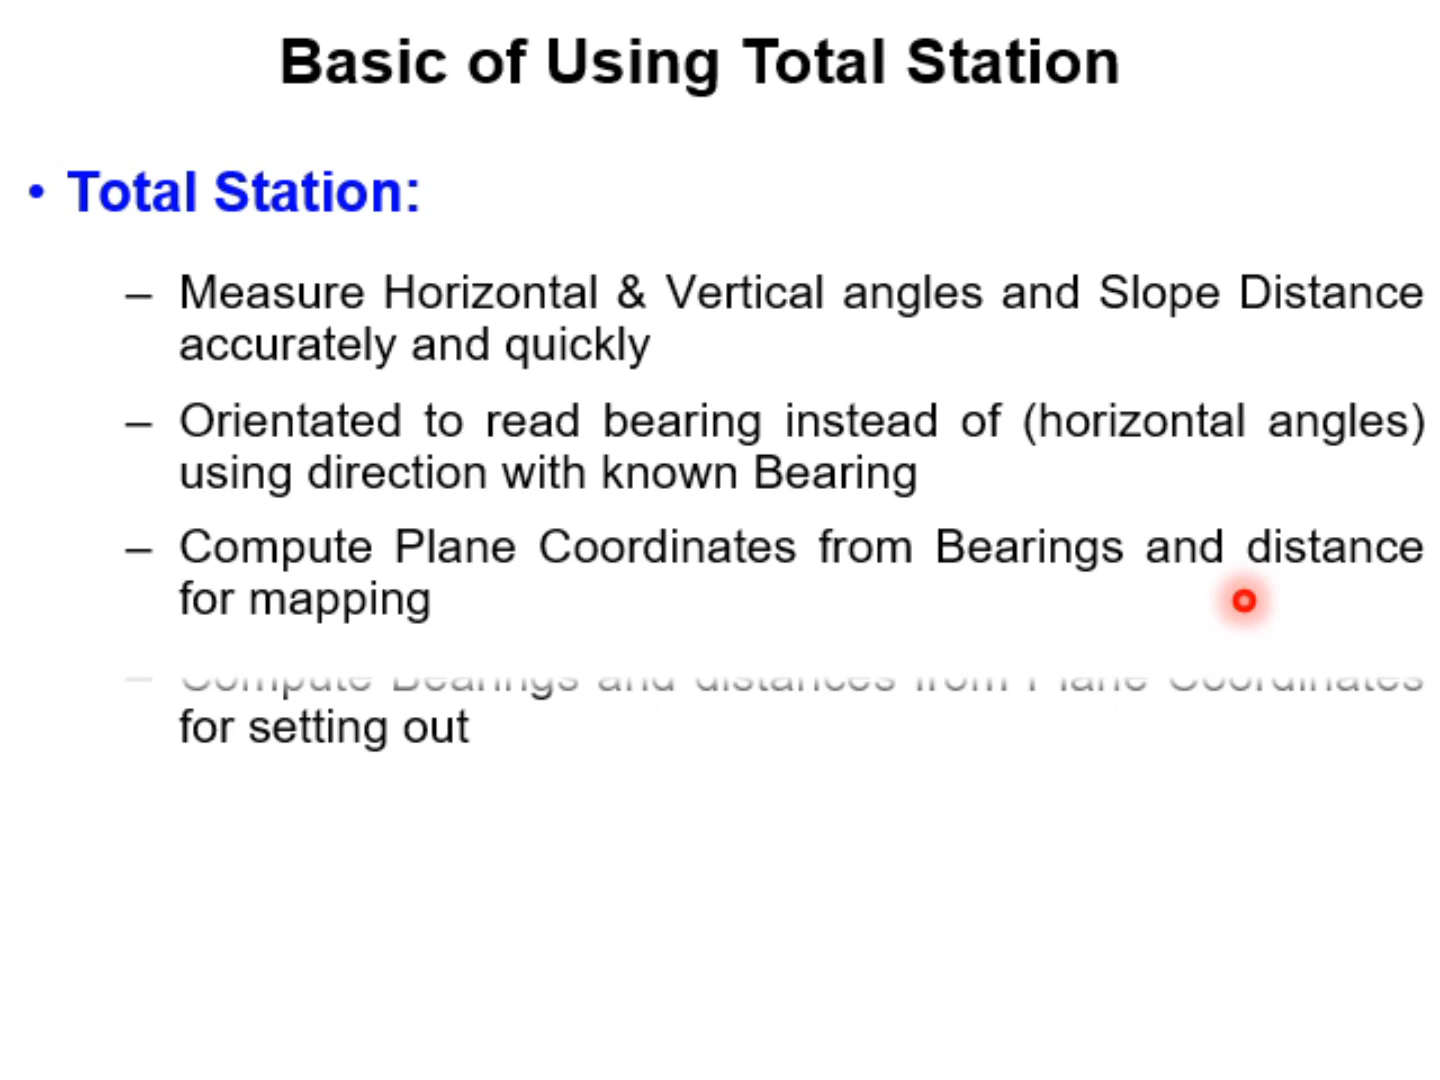 Basic of Using Total Station
• Total Station:
– Measure Horizontal & Vertical angles and Slope Distance
accurately and quickly
– Orientated to read bearing instead of (horizontal angles)
using direction with known Bearing
– Compute Plane Coordinates from Bearings and distance
for mapping
– Compute Bearings and distances from Plane Coordinates
for setting out